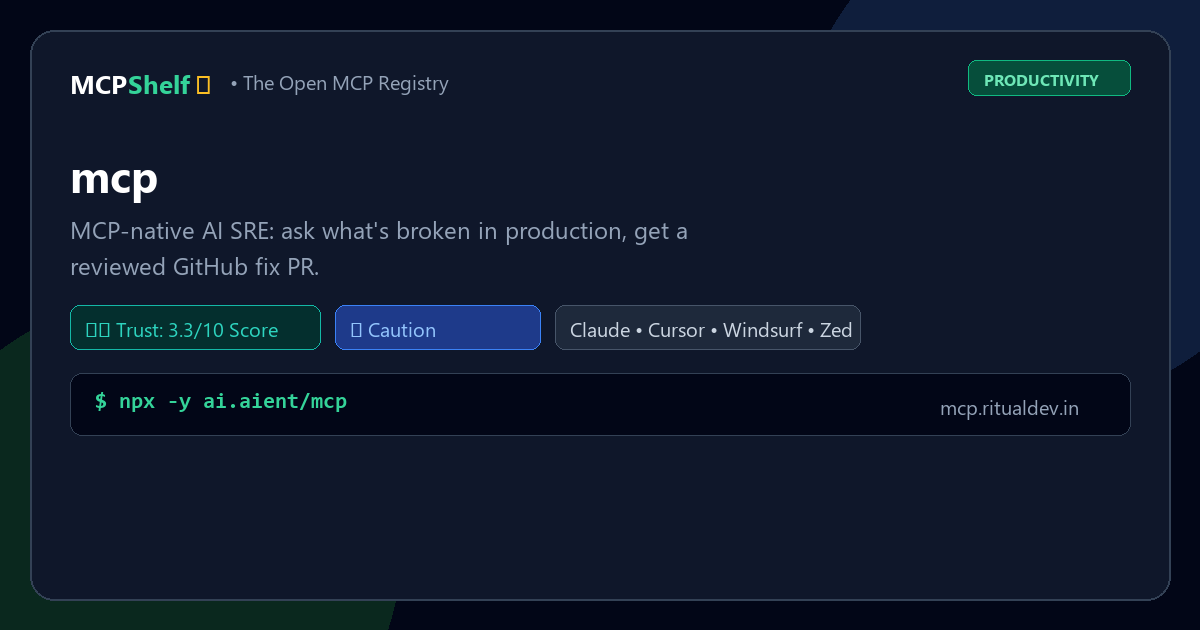 MCPShelf • The Open MCP Registry
PRODUCTIVITY
mcp
MCP-native AI SRE: ask what's broken in production, get a
reviewed GitHub fix PR.
Trust: 3.3/10 Score
Caution
Claude • Cursor • Windsurf • Zed
$ npx -y ai.aient/mcp
mcp.ritualdev.in